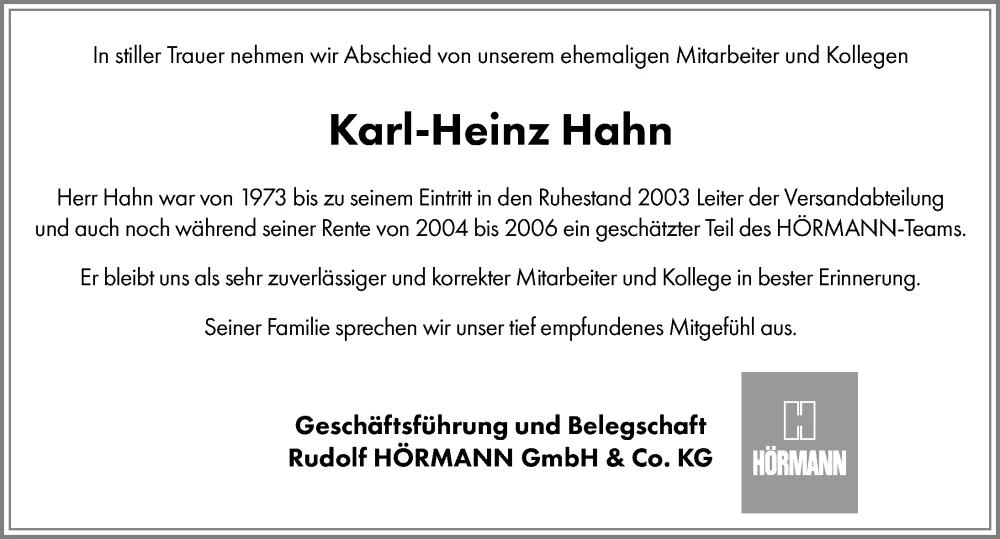 In stiller Trauer nehmen wir Abschied von unserem ehemaligen Mitarbeiter und Kollegen
Karl-Heinz Hahn
Herr Hahn war von 1973 bis zu seinem Eintritt in den Ruhestand 2003 Leiter der Versandabteilung
und auch noch während seiner Rente von 2004 bis 2006 ein geschätzter Teil des HÖRMANN-Teams.
Er bleibt uns als sehr zuverlässiger und korrekter Mitarbeiter und Kollege in bester Erinnerung.
Seiner Familie sprechen wir unser tief empfundenes Mitgefühl aus.
Geschäftsführung und Belegschaft
Rudolf HÖRMANN GmbH & Co. KG
H
HÖRMANN